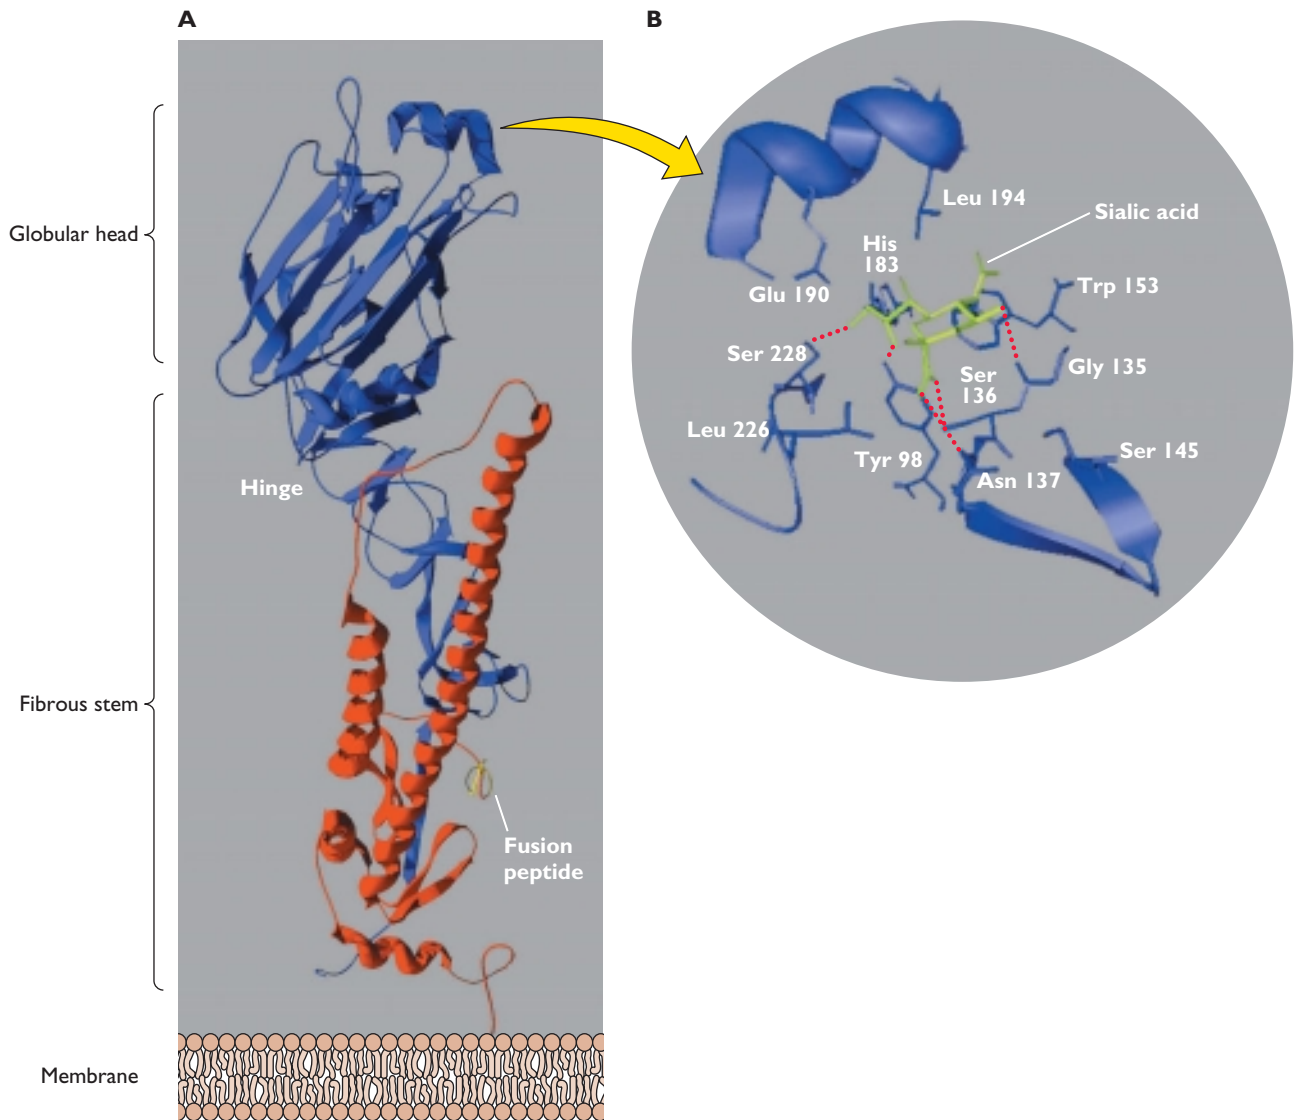 A
Globular head
Hinge
Fibrous stem
Fusion
peptide
Membrane
B
Leu 194
Sialic acid
His
183
Glu 190
Trp 153
Ser 228
Gly 135
Ser
136
Leu 226
Tyr 98
Ser 145
Asn 137